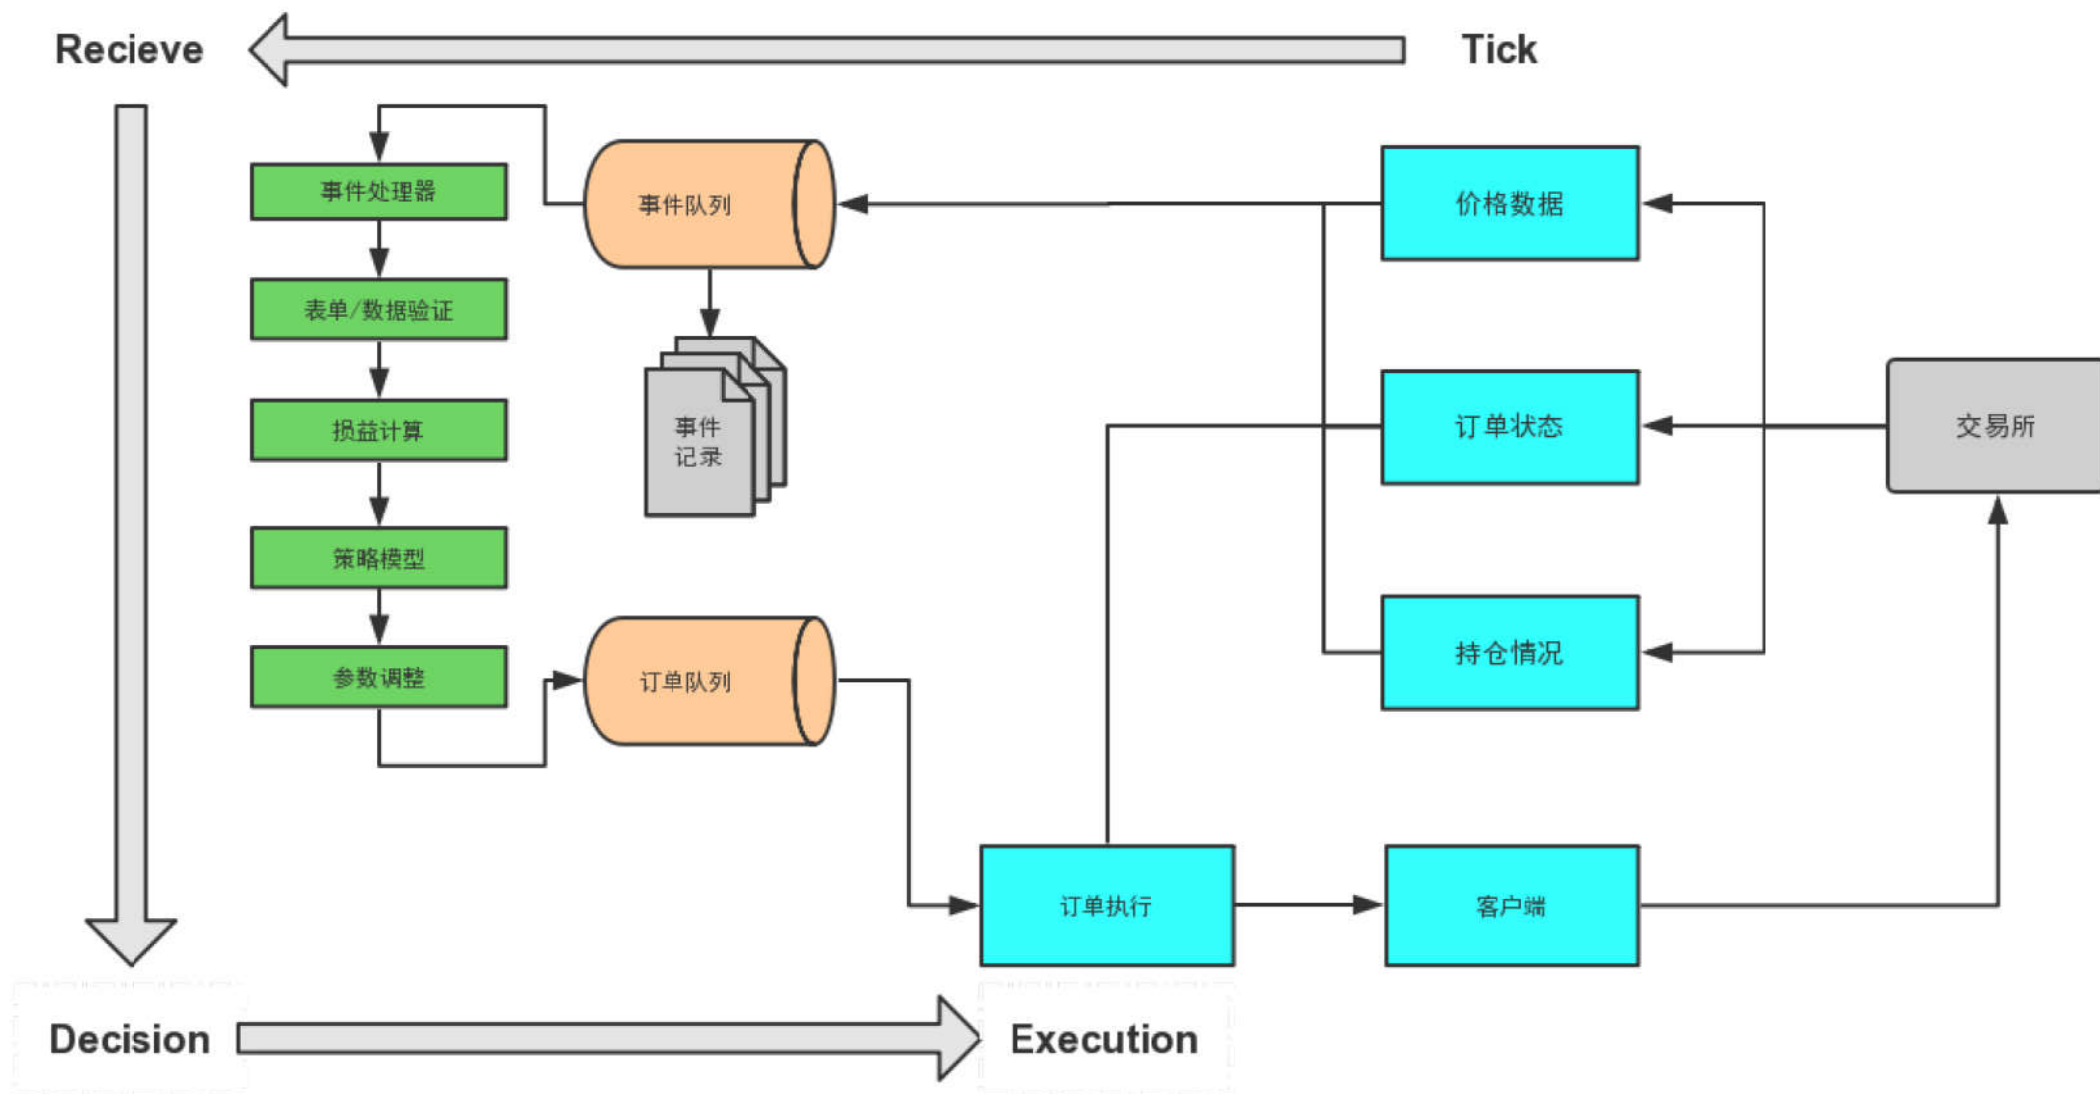 Recieve
Tick
事件处理器
事件队列
价格数据
表单/数据验证
损益计算
事件
记录
订单状态
交易所
策略模型
参数调整
订单队列
持仓情况
订单执行
客户端
Decision
Execution